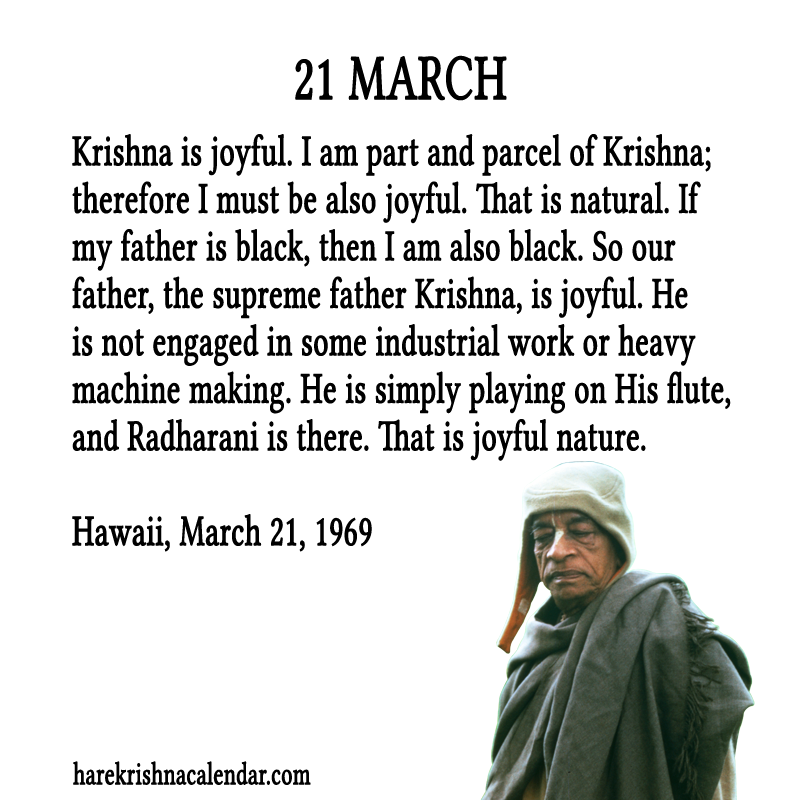 21 MARCH
Krishna is joyful. I am part and parcel of Krishna;
therefore I must be also joyful. That is natural. If
my father is black, then I am also black. So our
father, the supreme father Krishna, is joyful. He
is not engaged in some industrial work or heavy
machine making. He is simply playing on His flute,
and Radharani is there. That is joyful nature.
Hawaii, March 21, 1969
harekrishnacalendar.com